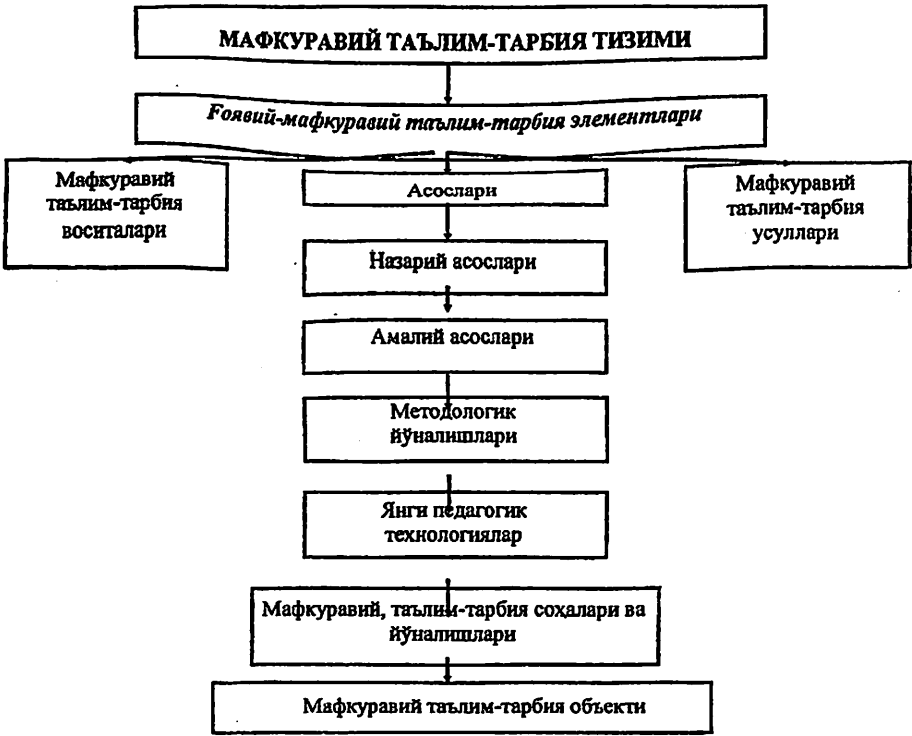 МАФКУРАВИЙ ТАЪЛИМ-ТАРБИЯ ТИЗИМИ
Ғоявий-мафкуравий таълим-тарбия элементлари
Мафкуравий
таълим-тарбия
воситалари
Асослари
Мафкуравий
таълим-тарбия
усуллари
Назарий асослари
Амалий асослари
Методологик
йўналишлари
Янги педагогик
технологиялар
Мафкуравий, таълим-тарбия соҳалари ва
йўналишлари
Мафкуравий таълим-тарбия объекти